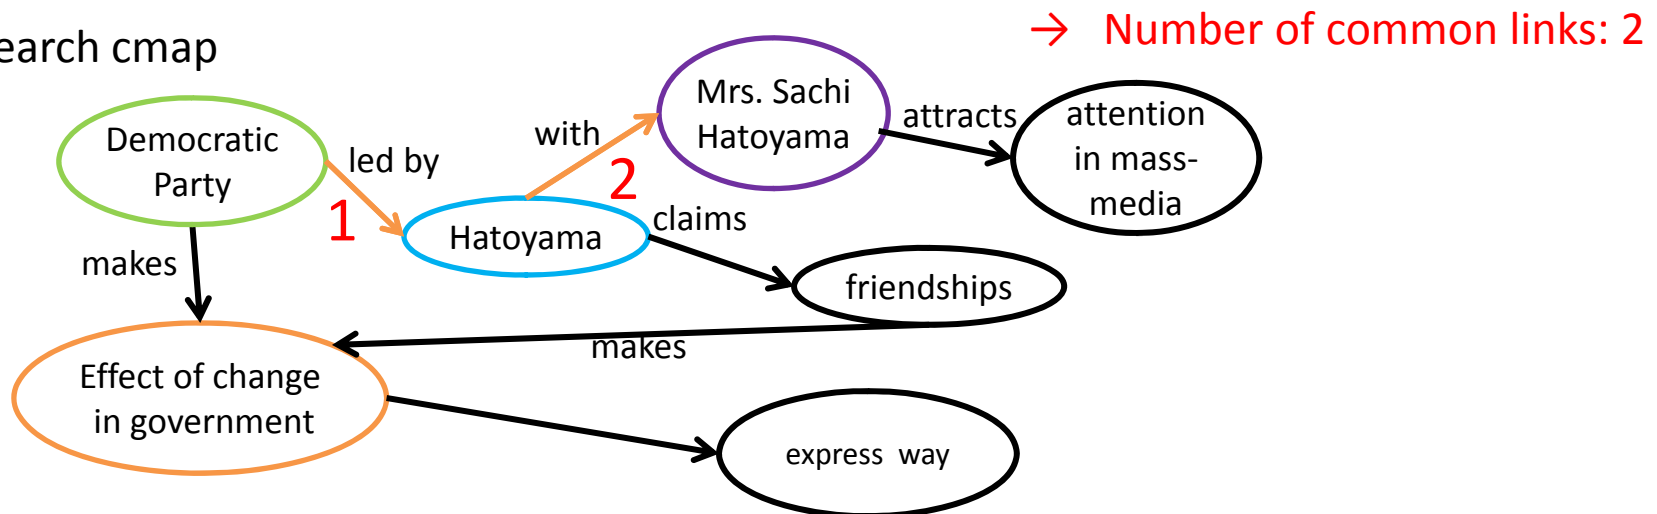 → Number of common links: 2
earch cmap
Mrs. Sachi
Hatoyama
attracts
attention
in mass-
media
with
2
Democratic
Party
led by
1
Hatoyama
claims
makes
friendships
makes
Effect of change
in government
express way